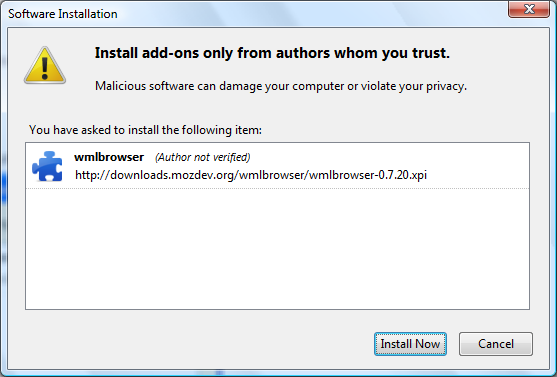 Software Installation
Install add-ons only from authors whom you trust.
Malicious software can damage your computer or violate your privacy.
You have asked to install the following item:
wmlbrowser (Author not verified)
http://downloads.mozdev.org/wmlbrowser/wmlbrowser-0.7.20.xpi
Install Now Cancel